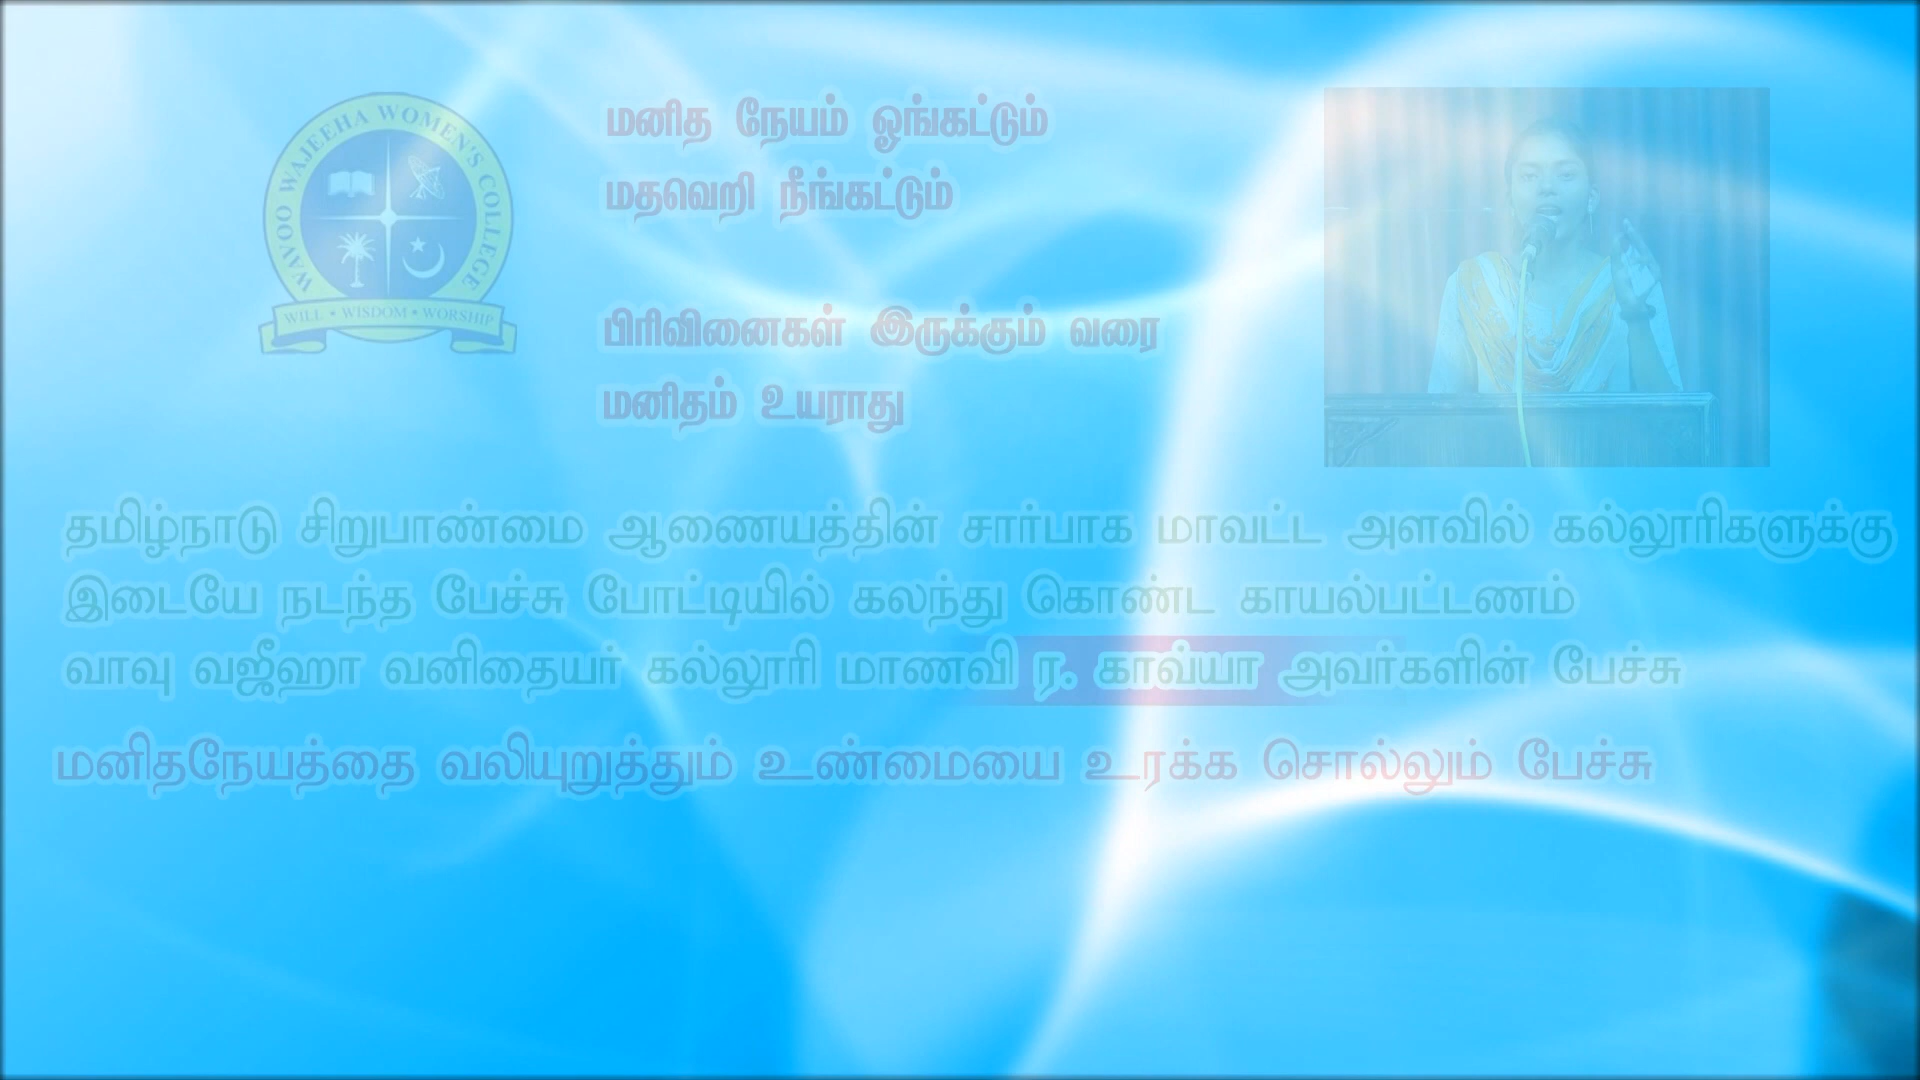 WAVOO WAJEEHA WOMEN'S COLLEGE
WILL • WISDOM • WORSHIP
மனித நேயம் ஓங்கட்டும்
மதவெறி நீங்கட்டும்
பிரிவினைகள் இருக்கும் வரை
மனிதம் உயராது
தமிழ்நாடு சிறுபாண்மை ஆணையத்தின் சார்பாக மாவட்ட அளவில் கல்லூரிகளுக்கு
இடையே நடந்த பேச்சு போட்டியில் கலந்து கொண்ட காயல்பட்டணம்
வாவு வஜீஹா வனிதையர் கல்லூரி மாணவி ர. காவ்யா அவர்களின் பேச்சு
மனிதநேயத்தை வலியுறுத்தும் உண்மையை உரக்க சொல்லும் பேச்சு